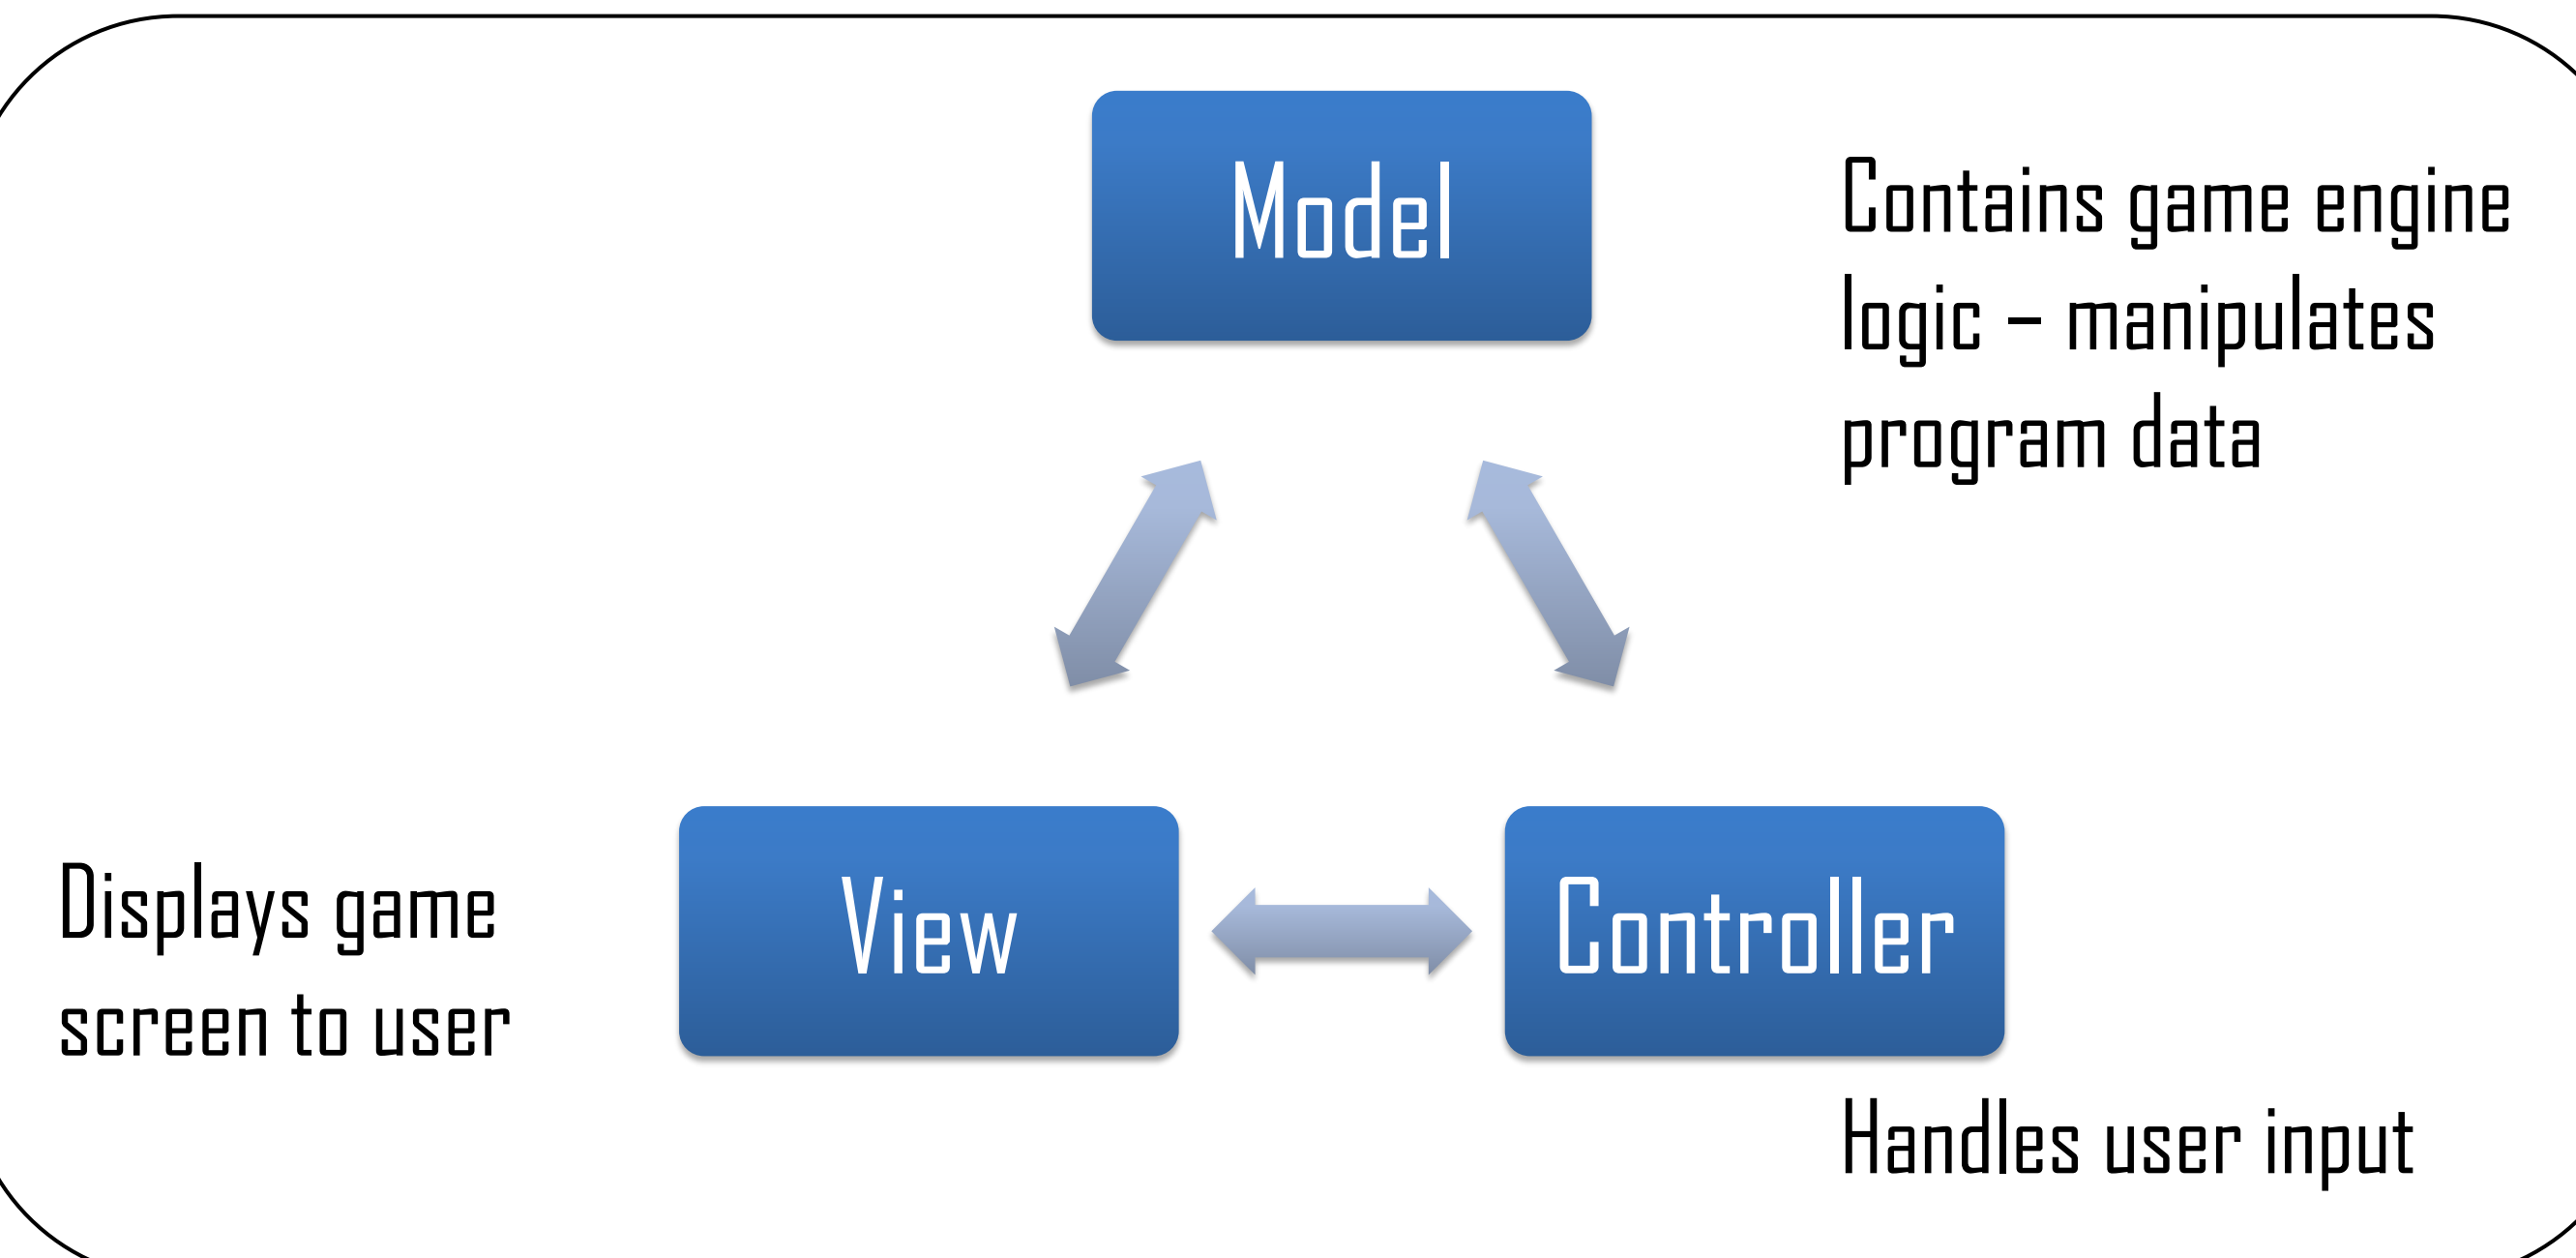 Model
Contains game engine
logic – manipulates
program data
View
Controller
Displays game
screen to user
Handles user input